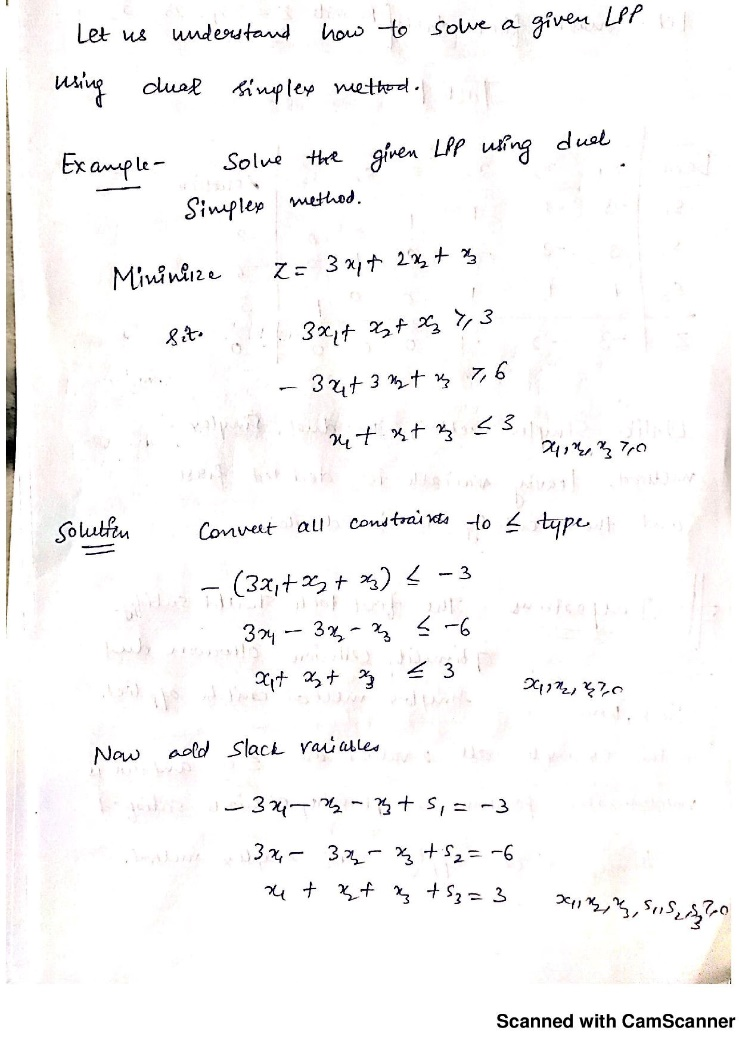 Let us understand how to solve a given LPP
using dual simplex method.
Example- Solve the given LPP using dual
Simplex method.
Minimize Z = 3x₁ + 2x₂ + x₃
s.t. 3x₁ + x₂ + x₃ ≥ 3
- 3x₁ + 3x₂ + x₃ ≥ 6
x₁ + x₂ + x₃ ≤ 3 x₁, x₂, x₃ ≥ 0
Solution Convert all constraints to ≤ type
- (3x₁ + x₂ + x₃) ≤ -3
3x₁ - 3x₂ - x₃ ≤ -6
x₁ + x₂ + x₃ ≤ 3 x₁, x₂, x₃ ≥ 0
Now add Slack variables
- 3x₁ - x₂ - x₃ + s₁ = -3
3x₁ - 3x₂ - x₃ + s₂ = -6
x₁ + x₂ + x₃ + s₃ = 3 x₁, x₂, x₃, s₁, s₂, s₃ ≥ 0
Scanned with CamScanner